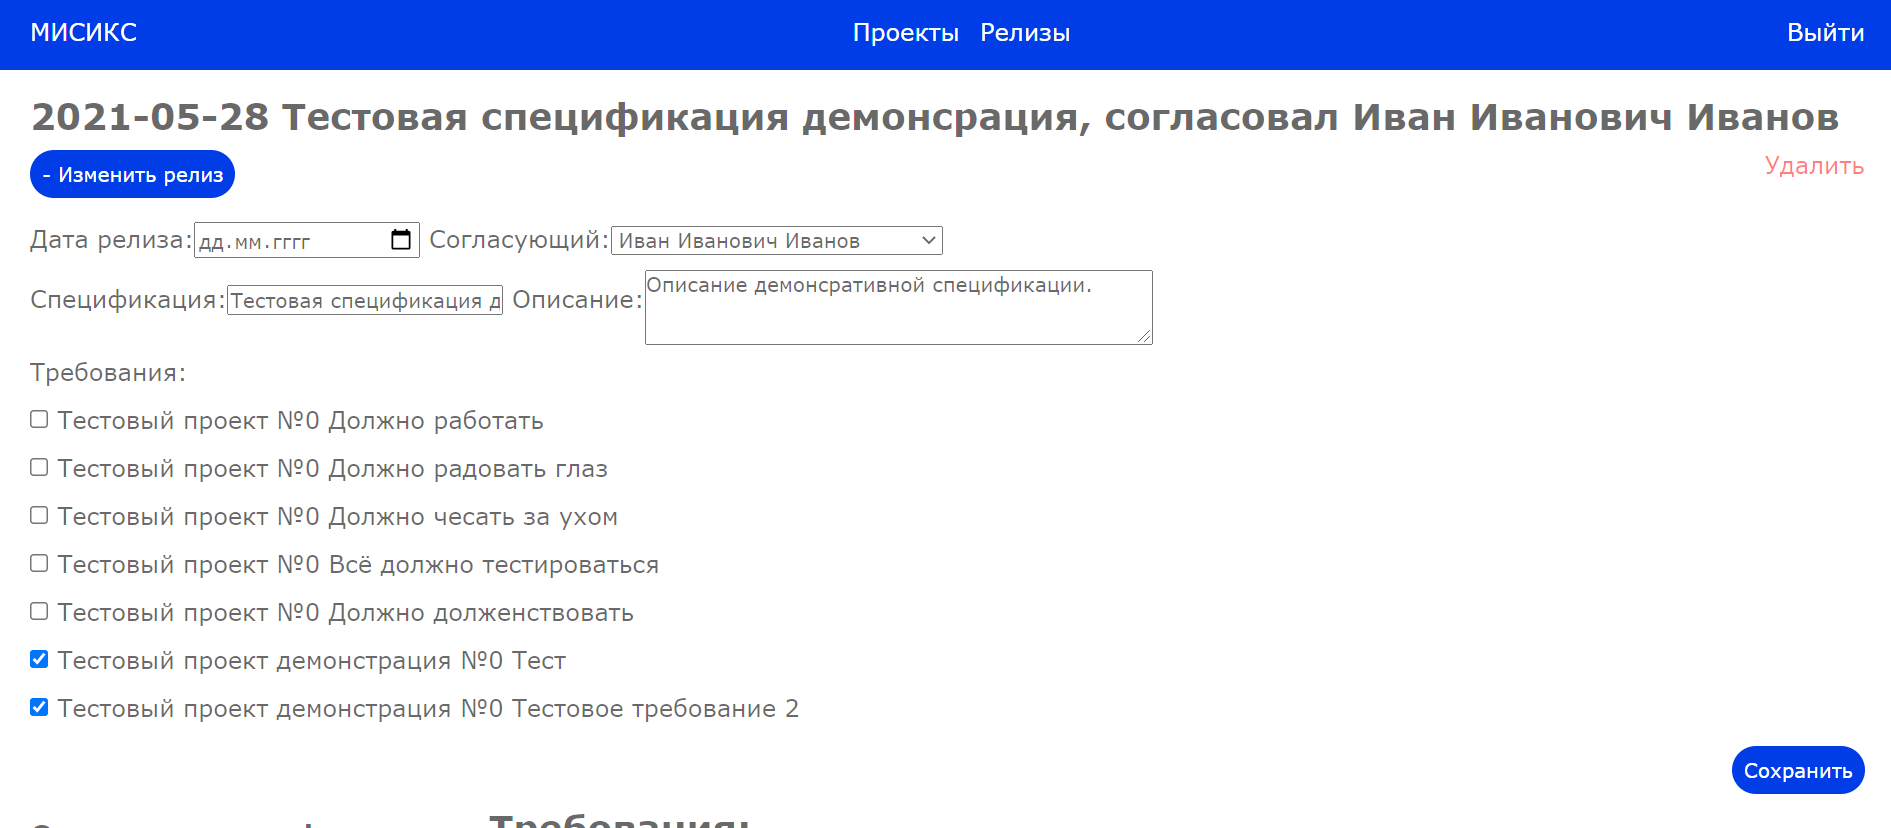 МИСИКС Проекты Релизы Выйти
2021-05-28 Тестовая спецификация демонсрация, согласовал Иван Иванович Иванов
- Изменить релиз Удалить
Дата релиза: дд.мм.гггг Согласующий: Иван Иванович Иванов
Спецификация: Тестовая спецификация д Описание: Описание демонсративной спецификации.
Требования:
Тестовый проект №0 Должно работать
Тестовый проект №0 Должно радовать глаз
Тестовый проект №0 Должно чесать за ухом
Тестовый проект №0 Всё должно тестироваться
Тестовый проект №0 Должно долженствовать
Тестовый проект демонстрация №0 Тест
Тестовый проект демонстрация №0 Тестовое требование 2
Сохранить
Требования: